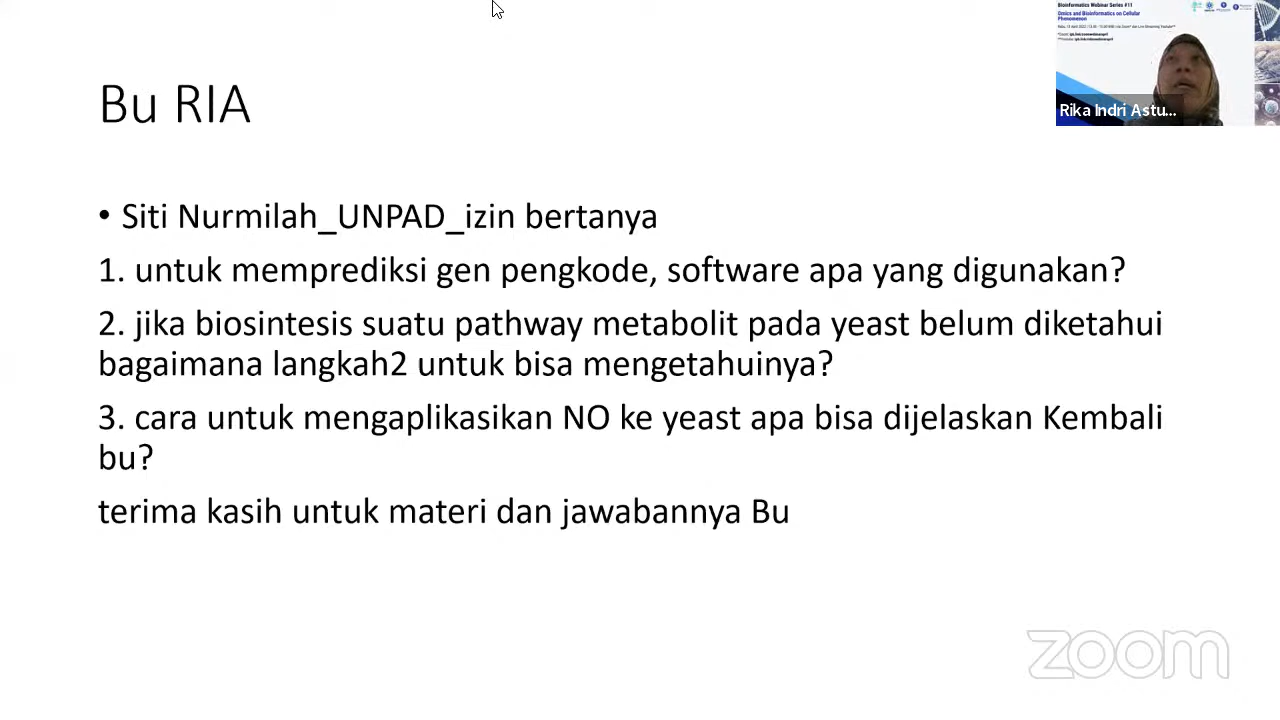 Bioinformatics Webinar Series #11
Omics and Bioinformatics on Cellular
Phenomenon
Rika Indri Astu...
Bu RIA
• Siti Nurmilah_UNPAD_izin bertanya
1. untuk memprediksi gen pengkode, software apa yang digunakan?
2. jika biosintesis suatu pathway metabolit pada yeast belum diketahui
bagaimana langkah2 untuk bisa mengetahuinya?
3. cara untuk mengaplikasikan NO ke yeast apa bisa dijelaskan Kembali
bu?
terima kasih untuk materi dan jawabannya Bu
zoom